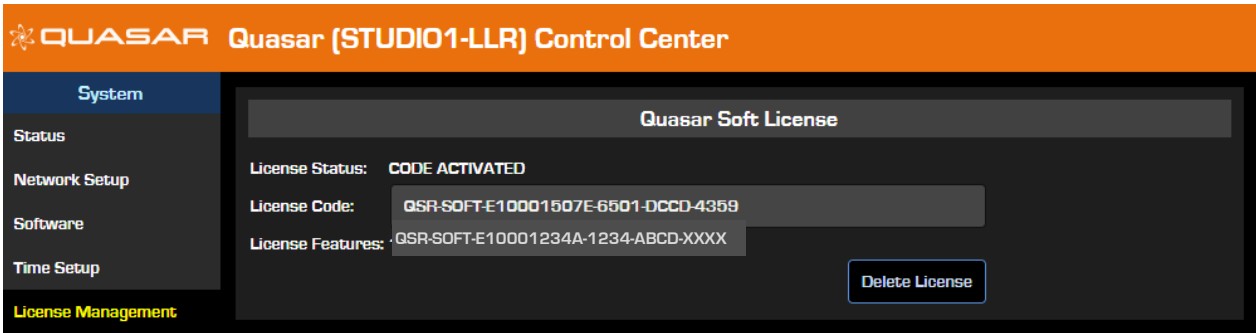 QUASAR Quasar (STUDIO1-LLR) Control Center
System
Status
Network Setup
Software
Time Setup
License Management
Quasar Soft License
License Status: CODE ACTIVATED
License Code: QSR-SOFT-E10001507E-6501-DCCD-4359
License Features: QSR-SOFT-E10001234A-1234-ABCD-XXXX
Delete License